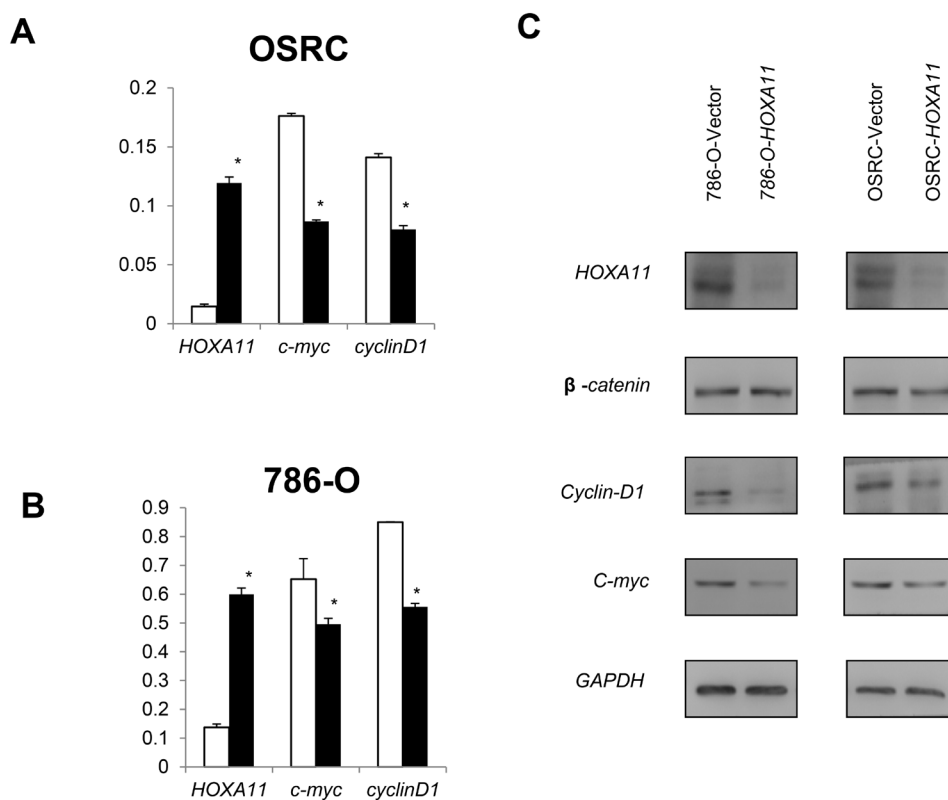 A
OSRC
0.2
0.15
0.1
0.05
0
*
*
*
HOXA11 c-myc cyclinD1
B
786-O
0.9
0.8
0.7
0.6
0.5
0.4
0.3
0.2
0.1
0
*
*
*
HOXA11 c-myc cyclinD1
C
786-O-Vector
786-O-HOXA11
OSRC-Vector
OSRC-HOXA11
HOXA11
β -catenin
Cyclin-D1
C-myc
GAPDH